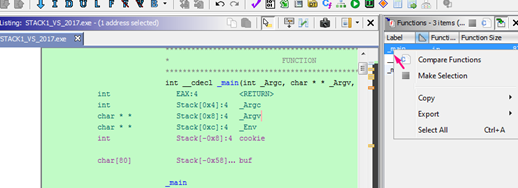 Listing: STACK1_VS_2017.exe - (1 address selected)
STACK1_VS_2017.exe
* FUNCTION
int __cdecl _main(int _Argc, char * * _Argv,
int EAX:4 <RETURN>
int Stack[0x4]:4 _Argc
char * * Stack[0x8]:4 _Argv
char * * Stack[0xc]:4 _Env
int Stack[-0x8]:4 cookie
char[80] Stack[-0x58]... buf
_main
Functions - 3 items (
Label Functi... Function Size
_main
Compare Functions
Make Selection
Copy
Export
Select All Ctrl+A